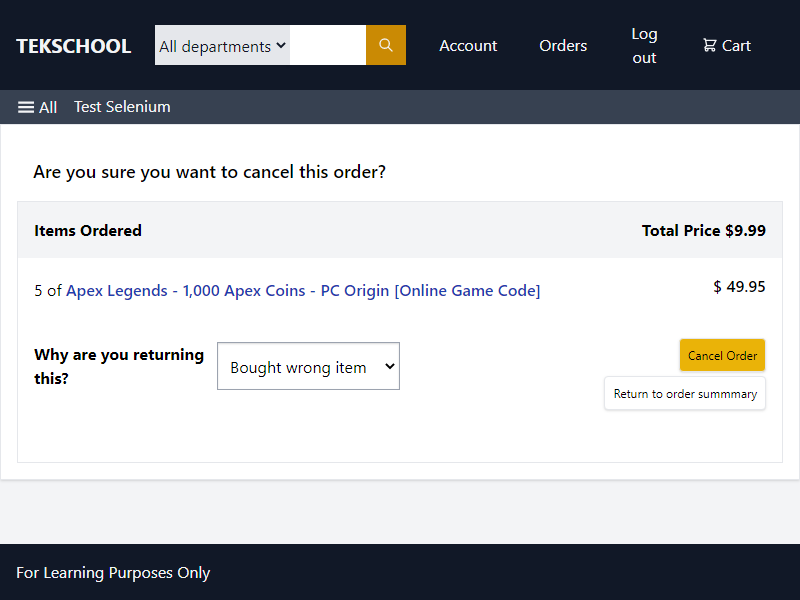 TEKSCHOOL
All departments
Account
Orders
Log
out
Cart
All
Test Selenium
Are you sure you want to cancel this order?
Items Ordered
Total Price $9.99
5 of Apex Legends - 1,000 Apex Coins - PC Origin [Online Game Code]
$ 49.95
Why are you returning
this?
Bought wrong item
Cancel Order
Return to order summmary
For Learning Purposes Only